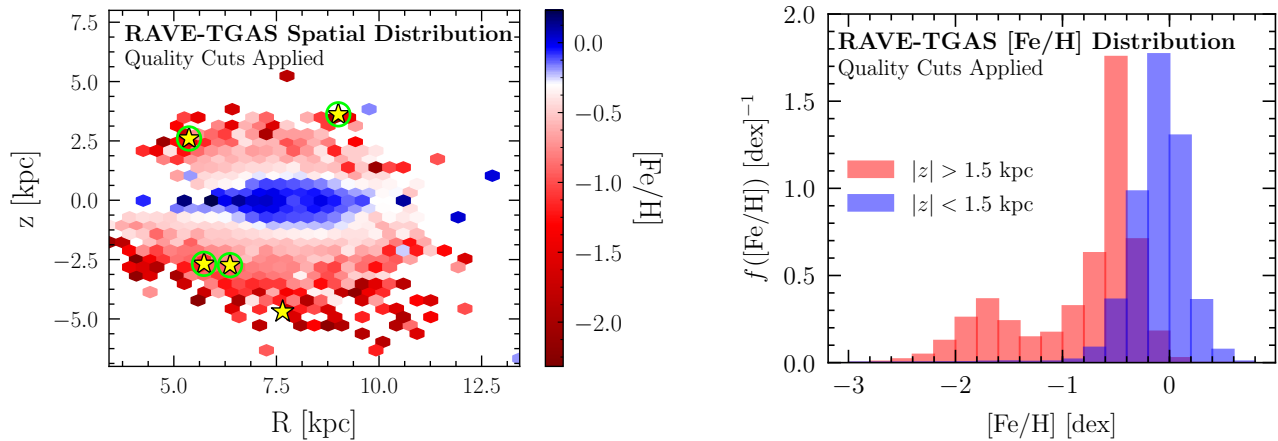 RAVE-TGAS Spatial Distribution
Quality Cuts Applied
7.5
5.0
2.5
0.0
−2.5
−5.0
z [kpc]
5.0 7.5 10.0 12.5
R [kpc]
0.0
−0.5
−1.0
−1.5
−2.0
[Fe/H]
RAVE-TGAS [Fe/H] Distribution
Quality Cuts Applied
|z| > 1.5 kpc
|z| < 1.5 kpc
2.0
1.5
1.0
0.5
0.0
f([Fe/H]) [dex]⁻¹
−3 −2 −1 0
[Fe/H] [dex]